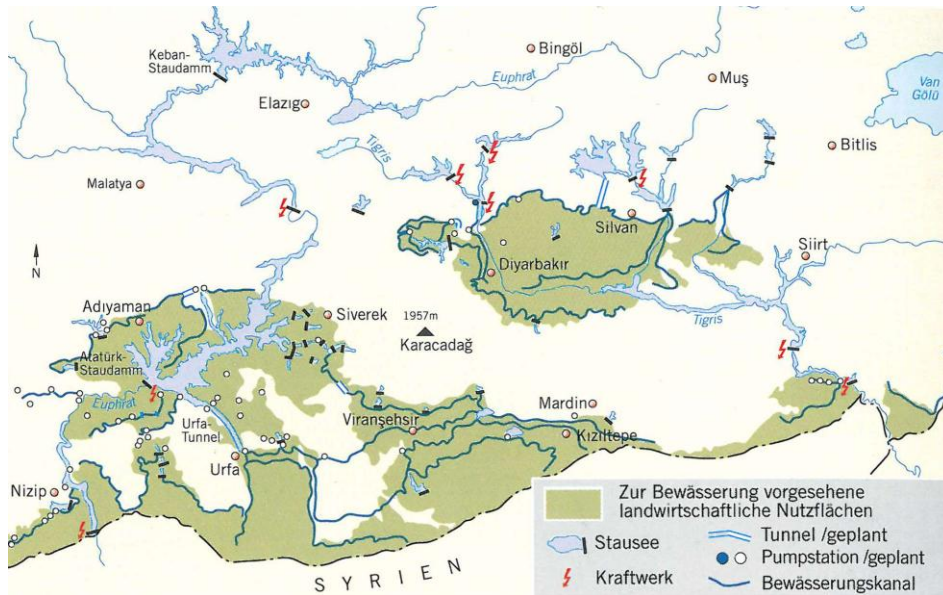 Keban-
Staudamm
Bingöl
Euphrat
Muş
Van
Gölü
Elazıg
Tigris
Bitlis
Malatya
Silvan
Siirt
N
Diyarbakır
Adıyaman
Siverek
1957m
Karacadağ
Tigris
Atatürk-
Staudamm
Euphrat
Urfa-
Tunnel
Viranşehsir
Mardin
Kızıltepe
Urfa
Nizip
SYRIEN
Zur Bewässerung vorgesehene
landwirtschaftliche Nutzflächen
Stausee
Tunnel /geplant
Pumpstation /geplant
Kraftwerk
Bewässerungskanal